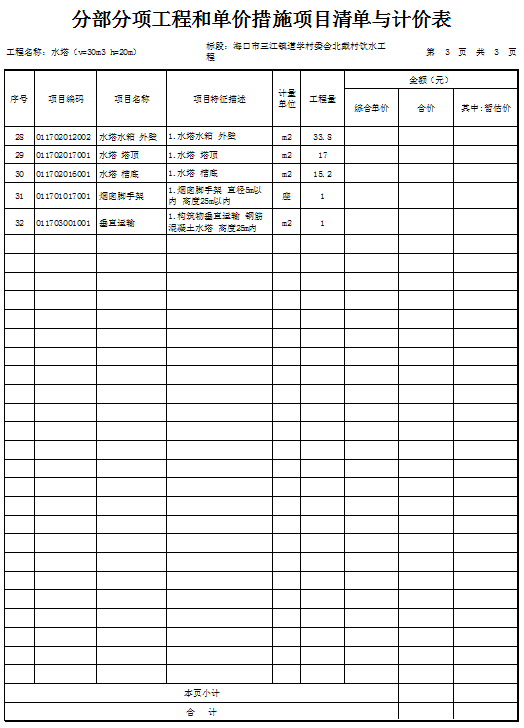 分部分项工程和单价措施项目清单与计价表
工程名称：水塔（v=30m3 h=20m）
标段：海口市三江镇道学村委会北戴村饮水工
程
第 3 页 共 3 页
序号 项目编码 项目名称 项目特征描述 计量
单位 工程量 金额（元）
综合单价 合价 其中:暂估价
28 011702012002 水塔水箱 外壁 1.水塔水箱 外壁 m2 33.8
29 011702017001 水塔 塔顶 1.水塔 塔顶 m2 17
30 011702016001 水塔 槽底 1.水塔 槽底 m2 15.2
31 011701017001 烟囱脚手架 1.烟囱脚手架 直径5m以
内 高度25m以内 座 1
32 011703001001 垂直运输 1.构筑物垂直运输 钢筋
混凝土水塔 高度25m内 m2 1
本页小计
合 计